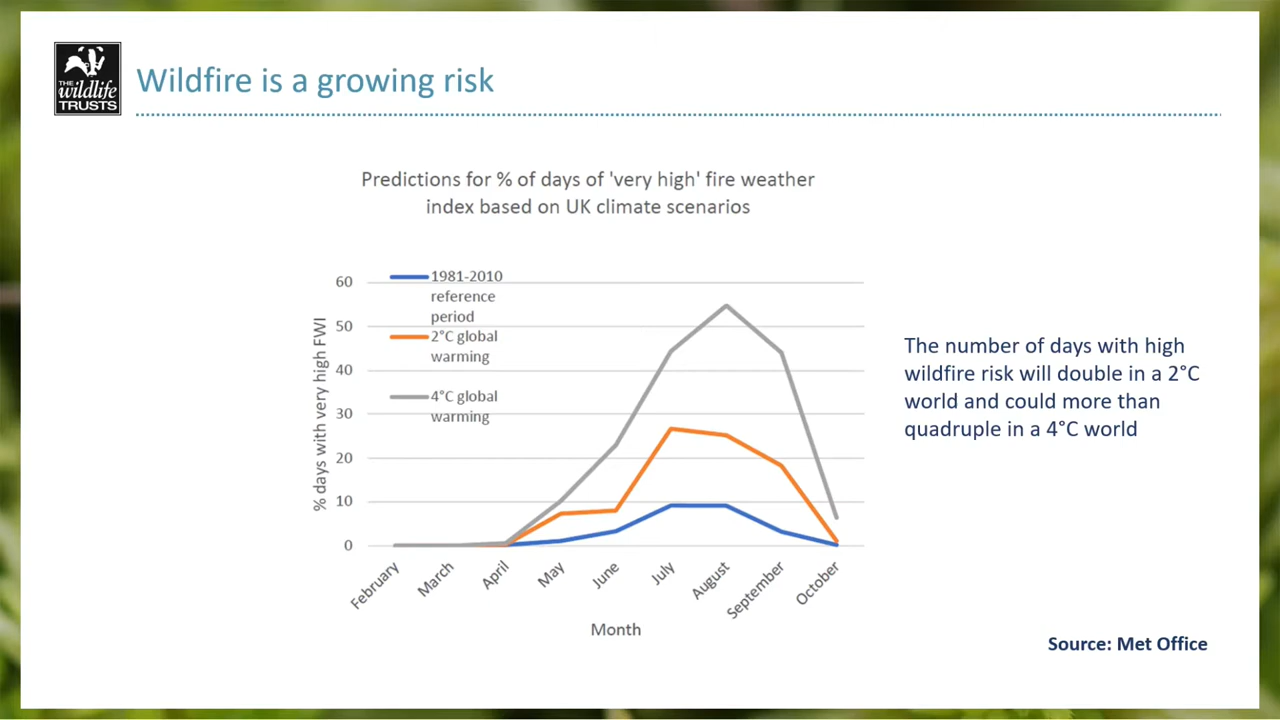 THE
wildlife
TRUSTS
Wildfire is a growing risk
Predictions for % of days of 'very high' fire weather
index based on UK climate scenarios
% days with very high FWI
60
50
40
30
20
10
0
1981-2010
reference
period
2°C global
warming
4°C global
warming
February
March
April
May
June
July
August
September
October
Month
The number of days with high
wildfire risk will double in a 2°C
world and could more than
quadruple in a 4°C world
Source: Met Office